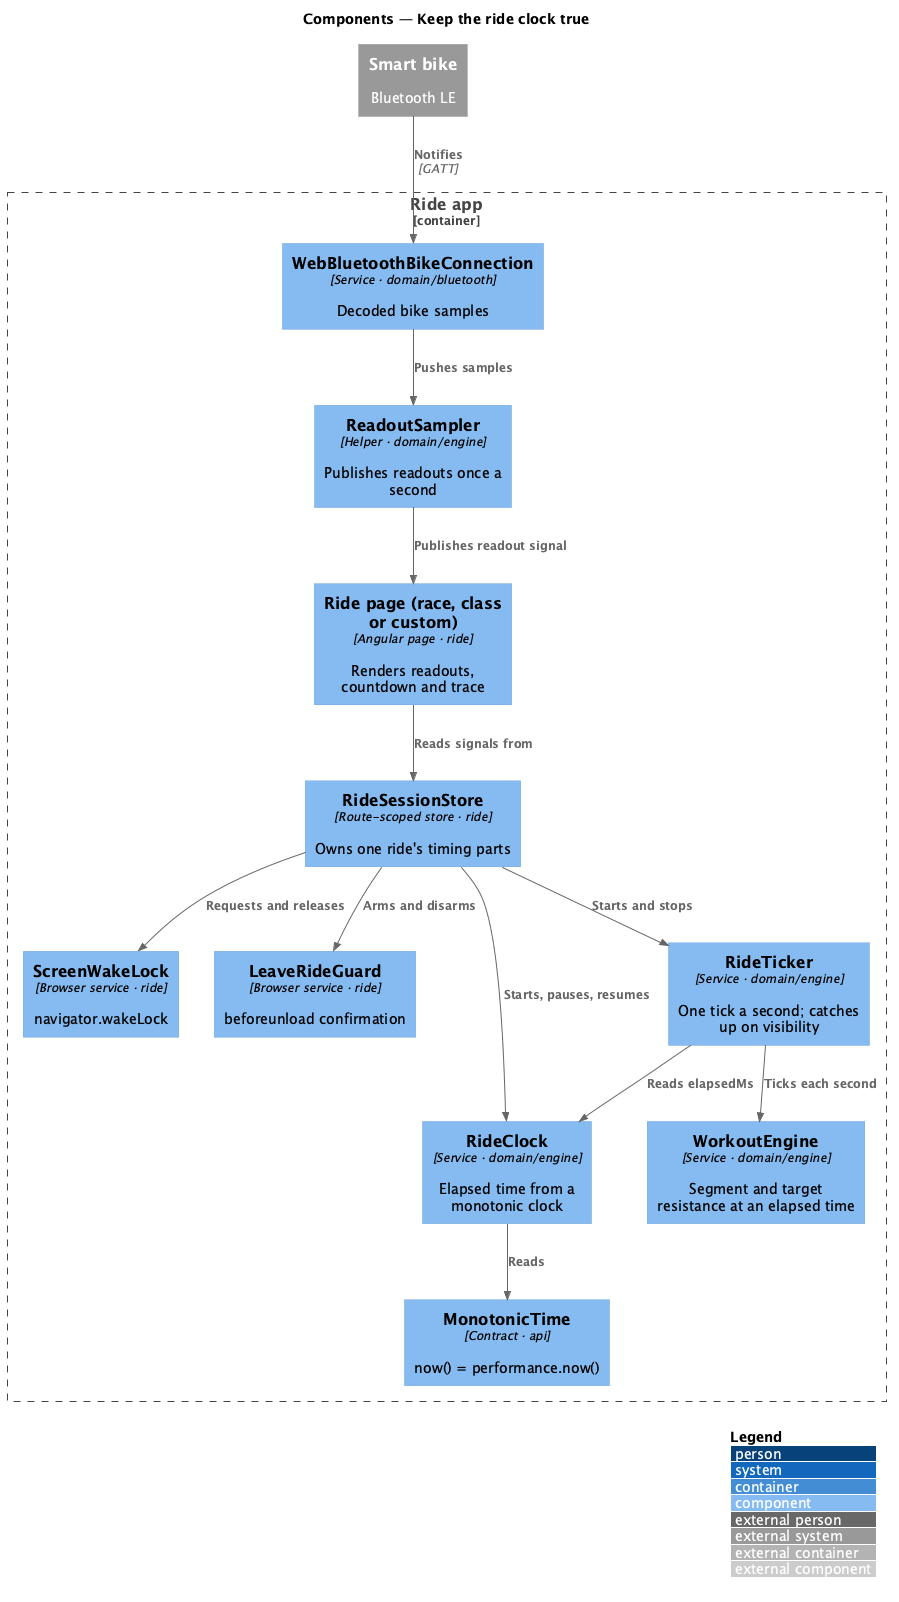 Components — Keep the ride clock true
Smart bike
Bluetooth LE
Notifies
[GATT]
Ride app
[container]
WebBluetoothBikeConnection
[Service · domain/bluetooth]
Decoded bike samples
Pushes samples
ReadoutSampler
[Helper · domain/engine]
Publishes readouts once a
second
Publishes readout signal
Ride page (race, class
or custom)
[Angular page · ride]
Renders readouts,
countdown and trace
Reads signals from
RideSessionStore
[Route-scoped store · ride]
Owns one ride's timing parts
Requests and releases
Arms and disarms
Starts and stops
ScreenWakeLock
[Browser service · ride]
navigator.wakeLock
LeaveRideGuard
[Browser service · ride]
beforeunload confirmation
Starts, pauses, resumes
RideTicker
[Service · domain/engine]
One tick a second; catches
up on visibility
Reads elapsedMs
Ticks each second
RideClock
[Service · domain/engine]
Elapsed time from a
monotonic clock
WorkoutEngine
[Service · domain/engine]
Segment and target
resistance at an elapsed time
Reads
MonotonicTime
[Contract · api]
now() = performance.now()
Legend
person
system
container
component
external person
external system
external container
external component